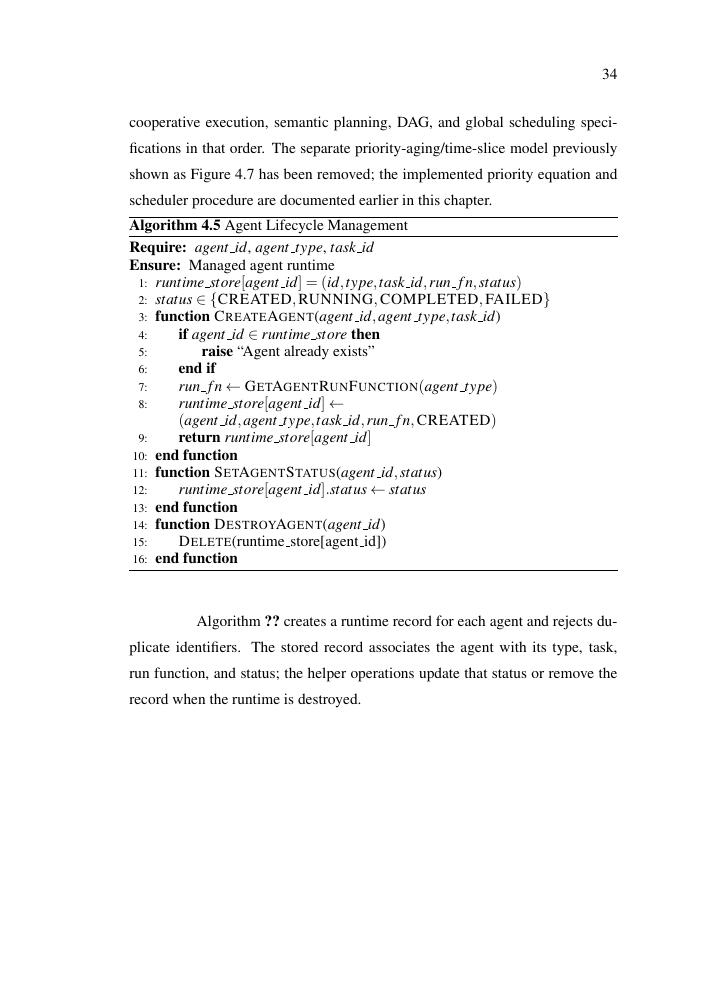 34
cooperative execution, semantic planning, DAG, and global scheduling speci-
fications in that order. The separate priority-aging/time-slice model previously
shown as Figure 4.7 has been removed; the implemented priority equation and
scheduler procedure are documented earlier in this chapter.
Algorithm 4.5 Agent Lifecycle Management
Require: agent_id, agent_type, task_id
Ensure: Managed agent runtime
1: runtime_store[agent_id] = (id, type, task_id, run_fn, status)
2: status ∈ {CREATED, RUNNING, COMPLETED, FAILED}
3: function CREATEAGENT(agent_id, agent_type, task_id)
4: if agent_id ∈ runtime_store then
5: raise “Agent already exists”
6: end if
7: run_fn ← GETAGENTRUNFUNCTION(agent_type)
8: runtime_store[agent_id] ←
(agent_id, agent_type, task_id, run_fn, CREATED)
9: return runtime_store[agent_id]
10: end function
11: function SETAGENTSTATUS(agent_id, status)
12: runtime_store[agent_id].status ← status
13: end function
14: function DESTROYAGENT(agent_id)
15: DELETE(runtime_store[agent_id])
16: end function
Algorithm ?? creates a runtime record for each agent and rejects du-
plicate identifiers. The stored record associates the agent with its type, task,
run function, and status; the helper operations update that status or remove the
record when the runtime is destroyed.